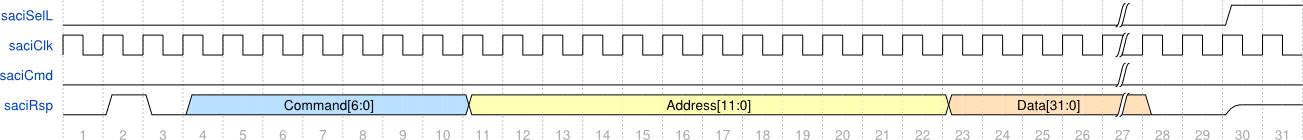 saciSelL
saciClk
saciCmd
saciRsp Command[6:0] Address[11:0] Data[31:0]
1 2 3 4 5 6 7 8 9 10 11 12 13 14 15 16 17 18 19 20 21 22 23 24 25 26 27 28 29 30 31